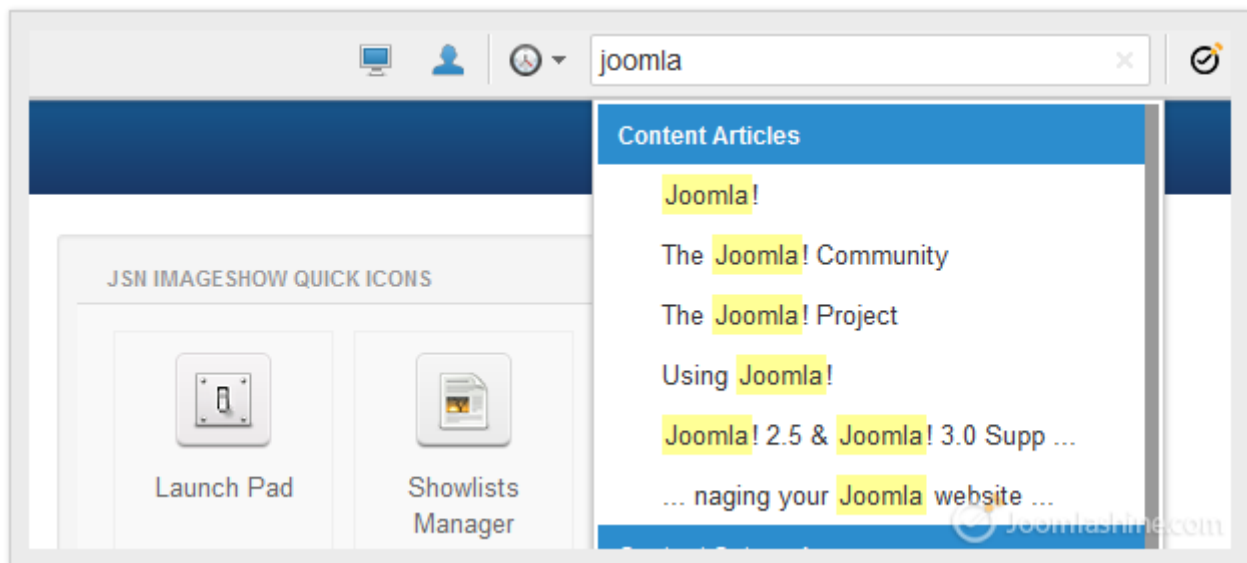 joomla
Content Articles
Joomla!
The Joomla! Community
The Joomla! Project
Using Joomla!
Joomla! 2.5 & Joomla! 3.0 Supp ...
... naging your Joomla website ...
JSN IMAGESHOW QUICK ICONS
Launch Pad
Showlists
Manager
Joomlashine.com